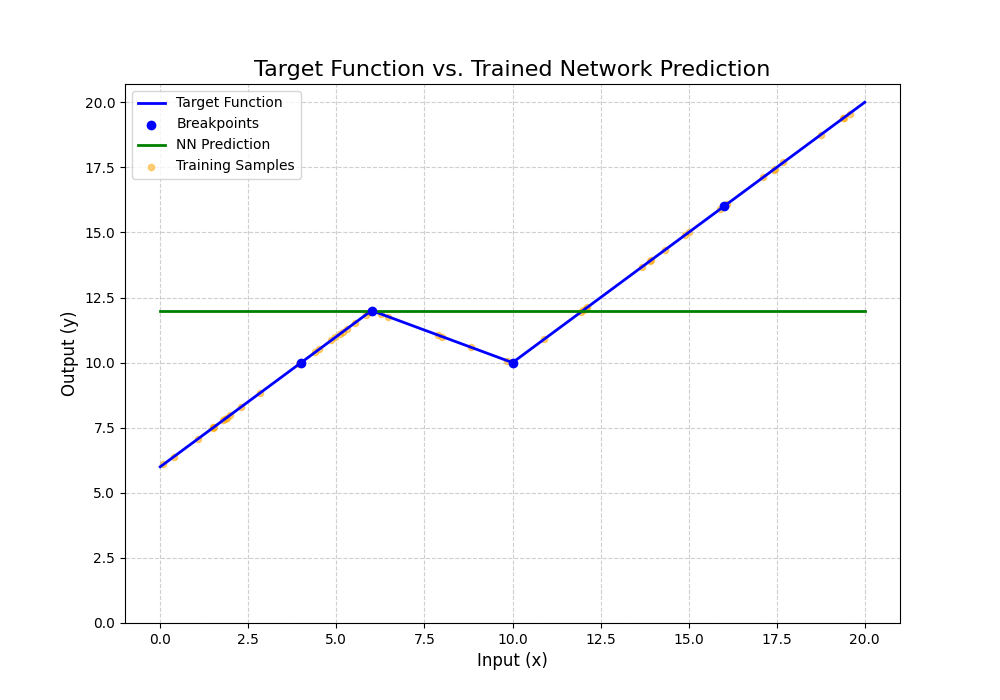 Target Function vs. Trained Network Prediction
Target Function
Breakpoints
NN Prediction
Training Samples
20.0
17.5
15.0
12.5
10.0
7.5
5.0
2.5
0.0
Output (y)
0.0 2.5 5.0 7.5 10.0 12.5 15.0 17.5 20.0
Input (x)